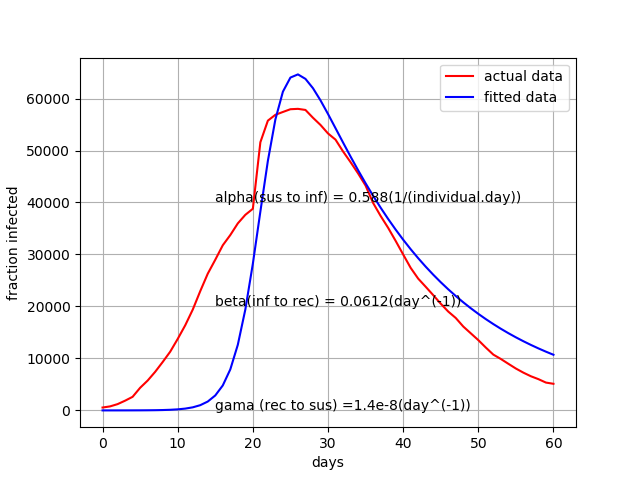 actual data
fitted data
60000
50000
40000
30000
20000
10000
0
fraction infected
alpha(sus to inf) = 0.588(1/(individual.day))
beta(inf to rec) = 0.0612(day^(-1))
gama (rec to sus) =1.4e-8(day^(-1))
0 10 20 30 40 50 60
days